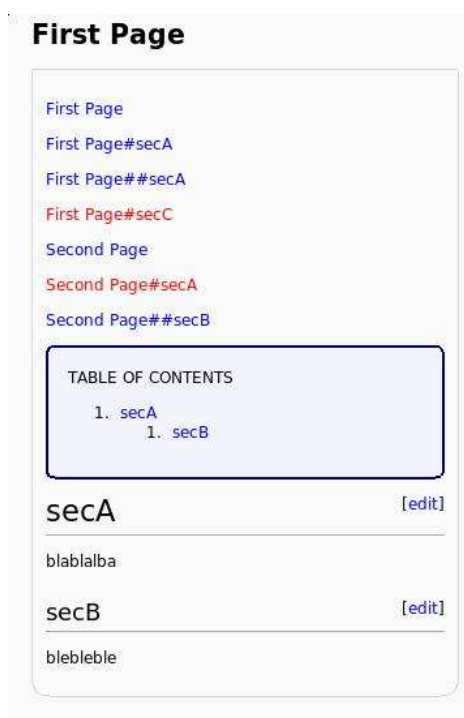 First Page
First Page
First Page#secA
First Page##secA
First Page#secC
Second Page
Second Page#secA
Second Page##secB
TABLE OF CONTENTS
1. secA
1. secB
secA [edit]
blablalba
secB [edit]
blebleble